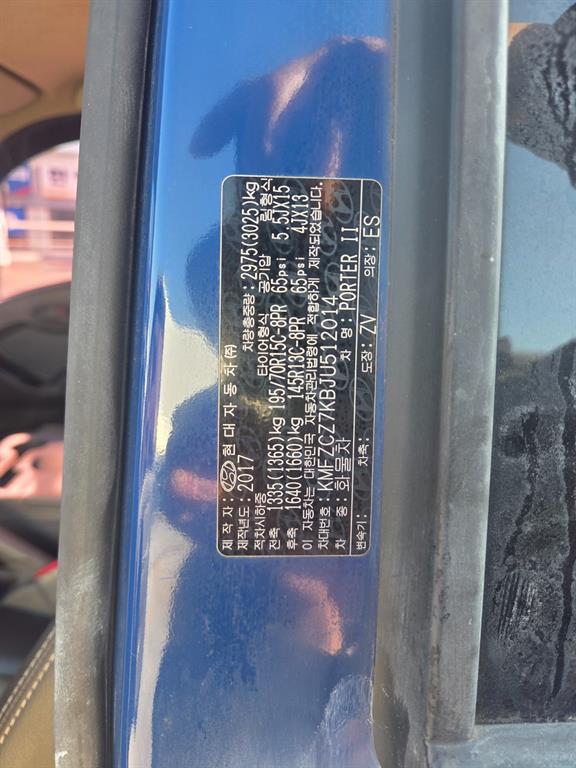 제 작 자 : 현 대 자 동 차 ㈜
제작년도: 2017 차량총중량: 2975(3025)kg
적차시하중 타이어형식 공기압 림형식
전축 1335(1365)kg 195/70R15C-8PR 65psi 5.5JX15
후축 1640(1660)kg 145R13C-8PR 65psi 4JX13
이 자동차는 대한민국 자동차관리법령에 적합하게 제작되었습니다.
차대번호: KMFZCZ7KBJU512014
차 종: 화물차 차 명: PORTER II
변속기: 차축: 도장: ZV 의장: ES